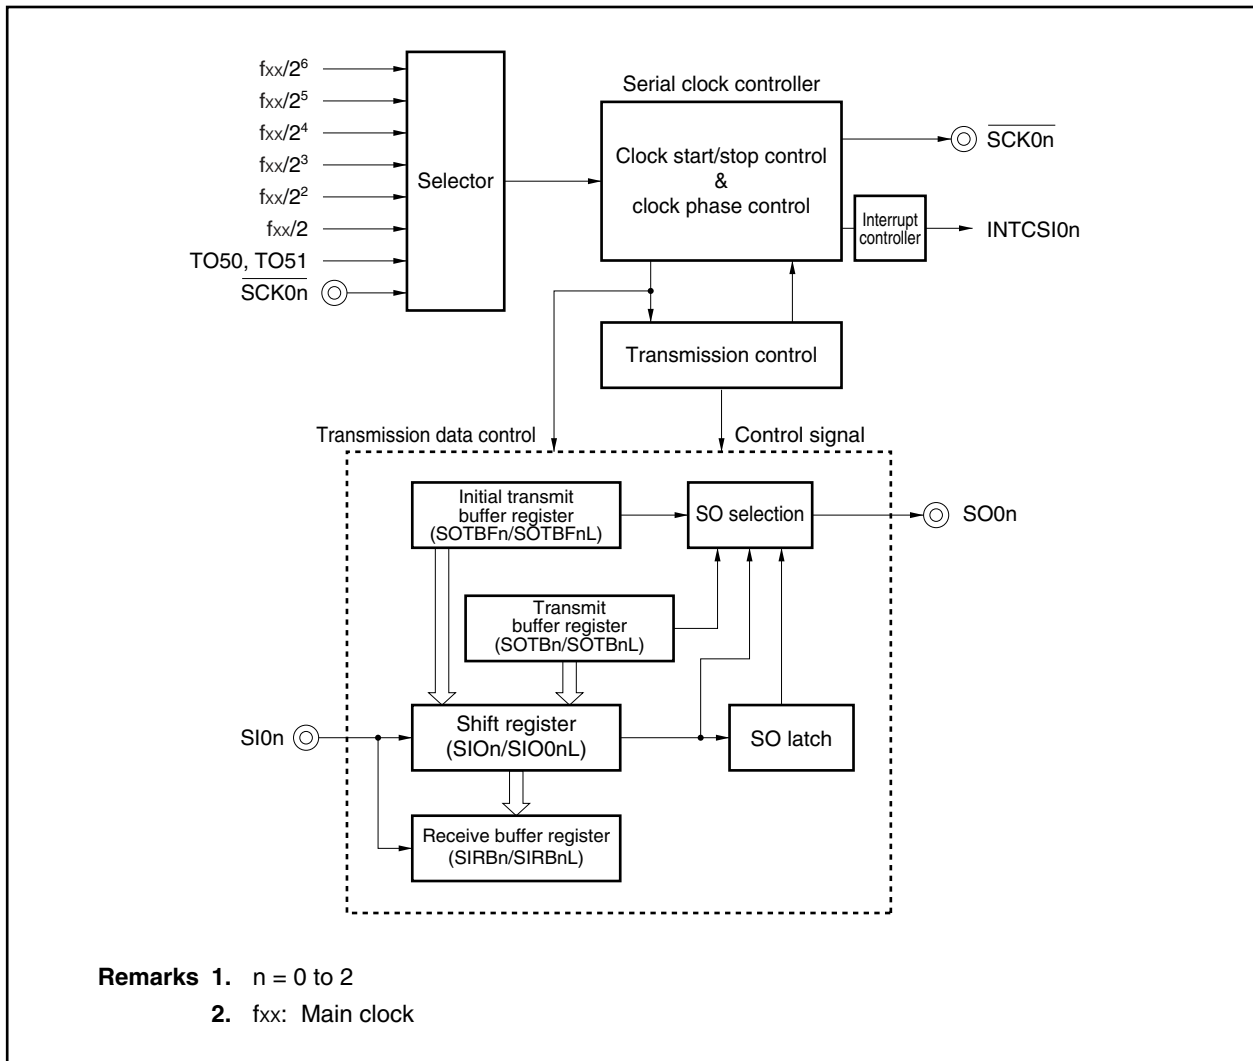 fxx/2⁶
fxx/2⁵
fxx/2⁴
fxx/2³
fxx/2²
fxx/2
TO50, TO51
SCK0n
Selector
Serial clock controller
Clock start/stop control
&
clock phase control
SCK0n
Interrupt
controller
INTCSI0n
Transmission control
Transmission data control
Control signal
Initial transmit
buffer register
(SOTBFn/SOTBFnL)
SO selection
SO0n
Transmit
buffer register
(SOTBn/SOTBnL)
SI0n
Shift register
(SIOn/SIO0nL)
SO latch
Receive buffer register
(SIRBn/SIRBnL)
Remarks 1. n = 0 to 2
2. fxx: Main clock